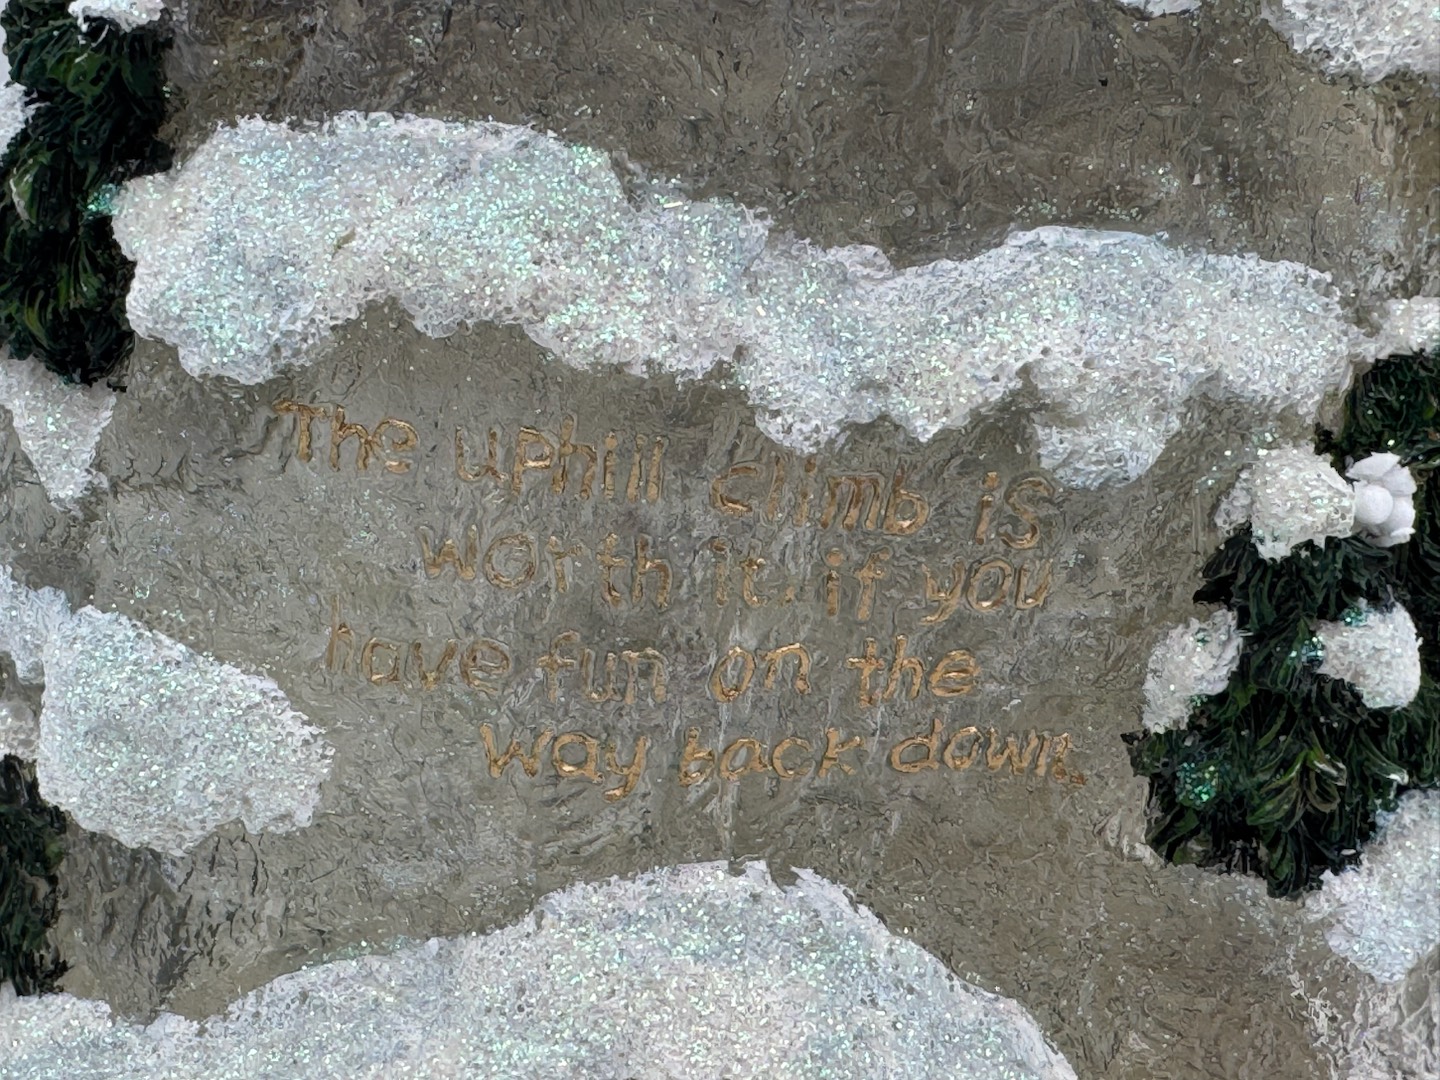 The uphill climb is
worth it. if you
have fun on the
way back down.